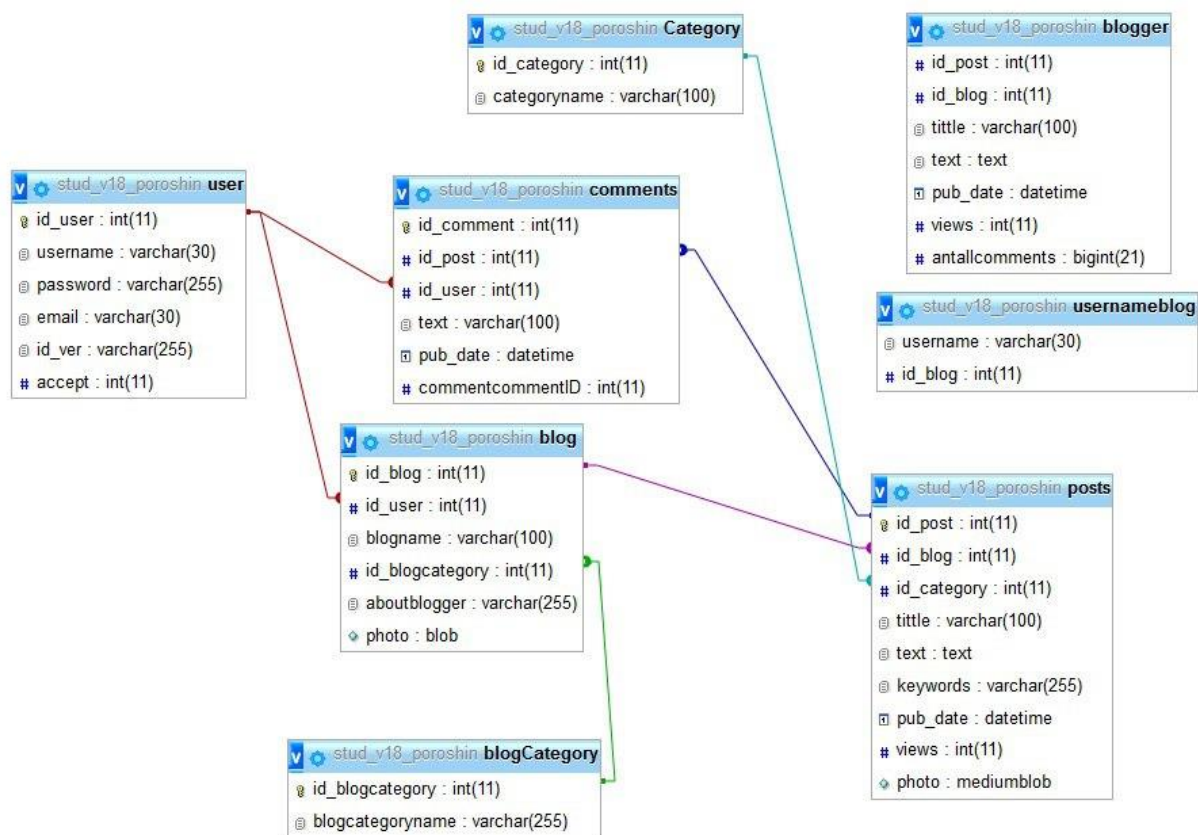 stud_v18_poroshin Category
id_category : int(11)
categoryname : varchar(100)
stud_v18_poroshin blogger
id_post : int(11)
id_blog : int(11)
tittle : varchar(100)
text : text
pub_date : datetime
views : int(11)
antallcomments : bigint(21)
stud_v18_poroshin user
id_user : int(11)
username : varchar(30)
password : varchar(255)
email : varchar(30)
id_ver : varchar(255)
accept : int(11)
stud_v18_poroshin comments
id_comment : int(11)
id_post : int(11)
id_user : int(11)
text : varchar(100)
pub_date : datetime
commentcommentID : int(11)
stud_v18_poroshin usernameblog
username : varchar(30)
id_blog : int(11)
stud_v18_poroshin blog
id_blog : int(11)
id_user : int(11)
blogname : varchar(100)
id_blogcategory : int(11)
aboutblogger : varchar(255)
photo : blob
stud_v18_poroshin posts
id_post : int(11)
id_blog : int(11)
id_category : int(11)
tittle : varchar(100)
text : text
keywords : varchar(255)
pub_date : datetime
views : int(11)
photo : mediumblob
stud_v18_poroshin blogCategory
id_blogcategory : int(11)
blogcategoryname : varchar(255)